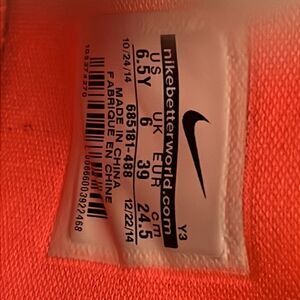 nikebetterworld.com
Y3
US UK EUR cm
6.5Y 6 39 24.5
685181-488
10/24/14 12/22/14
MADE IN CHINA
FABRIQUE EN CHINE